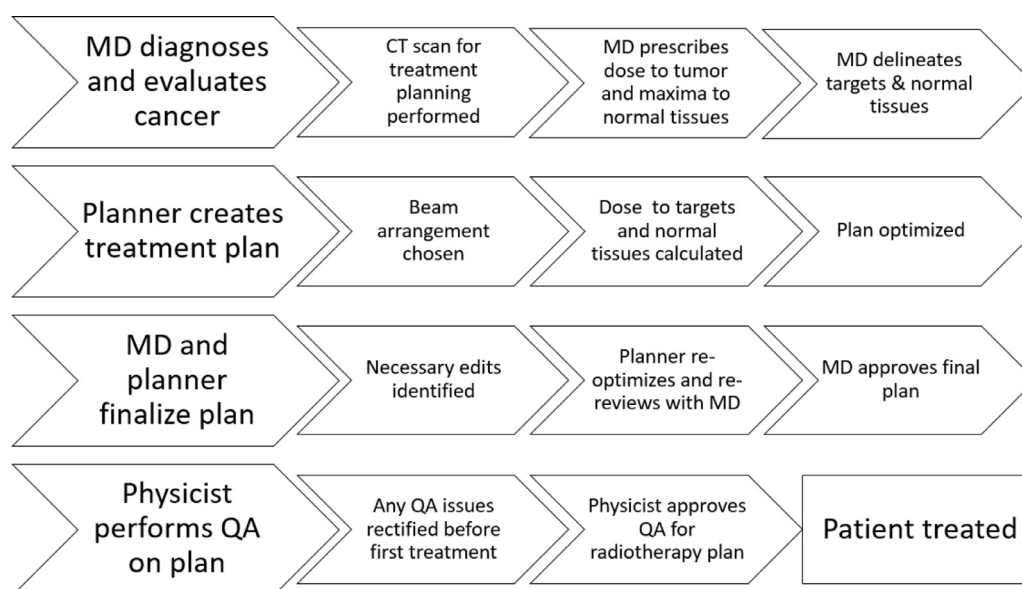 MD diagnoses
and evaluates
cancer
CT scan for
treatment
planning
performed
MD prescribes
dose to tumor
and maxima to
normal tissues
MD delineates
targets & normal
tissues
Planner creates
treatment plan
Beam
arrangement
chosen
Dose to targets
and normal
tissues calculated
Plan optimized
MD and
planner
finalize plan
Necessary edits
identified
Planner re-
optimizes and re-
reviews with MD
MD approves final
plan
Physicist
performs QA
on plan
Any QA issues
rectified before
first treatment
Physicist approves
QA for
radiotherapy plan
Patient treated